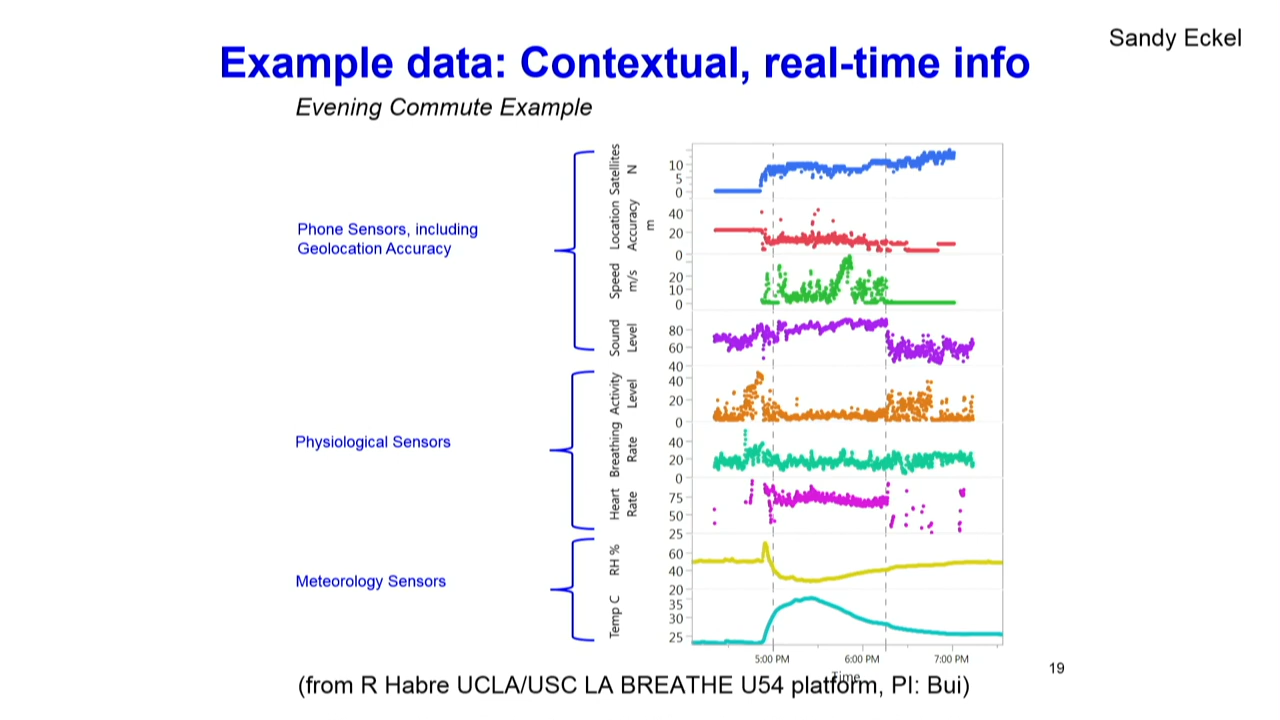 Sandy Eckel
Example data: Contextual, real-time info
Evening Commute Example
Phone Sensors, including
Geolocation Accuracy
Physiological Sensors
Meteorology Sensors
Satellites
N
Location
Accuracy
m
Speed
m/s
Sound
Level
Activity
Level
Breathing
Rate
Heart
Rate
RH %
Temp C
10
5
0
40
20
0
20
10
0
80
60
40
40
20
0
40
20
0
75
50
25
60
40
20
35
30
25
5:00 PM
6:00 PM
7:00 PM
Time
19
(from R Habre UCLA/USC LA BREATHE U54 platform, PI: Bui)